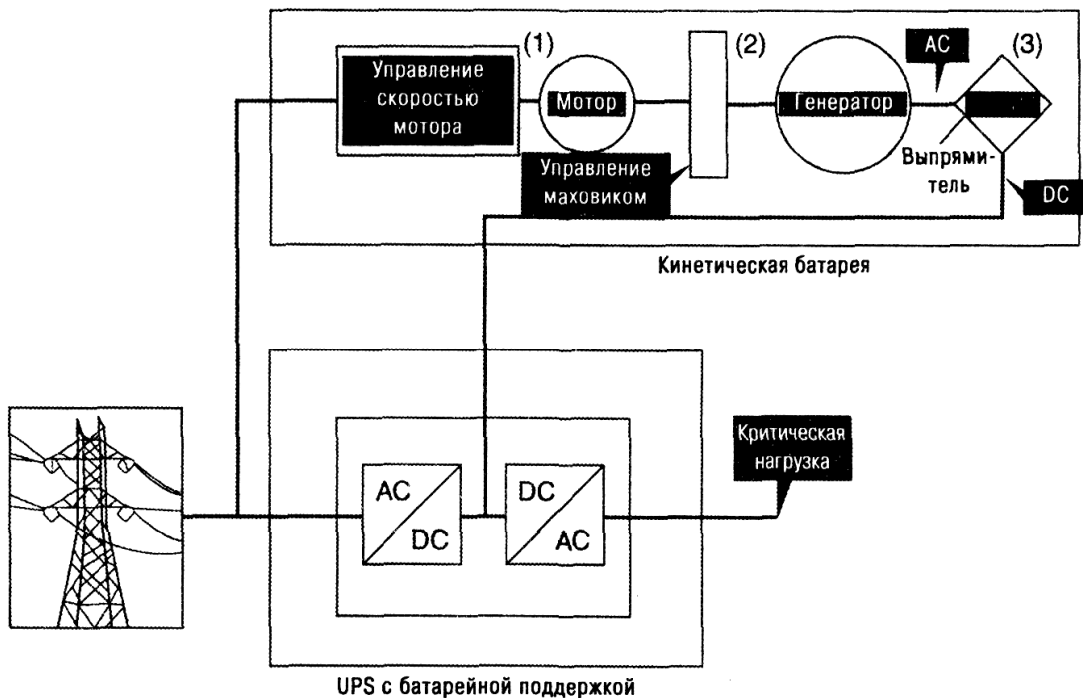 (1)
Управление
скоростью
мотора
Мотор
(2)
Управление
маховиком
Генератор
AC
(3)
Выпрями-
тель
DC
Кинетическая батарея
AC
DC
DC
AC
Критическая
нагрузка
UPS с батарейной поддержкой